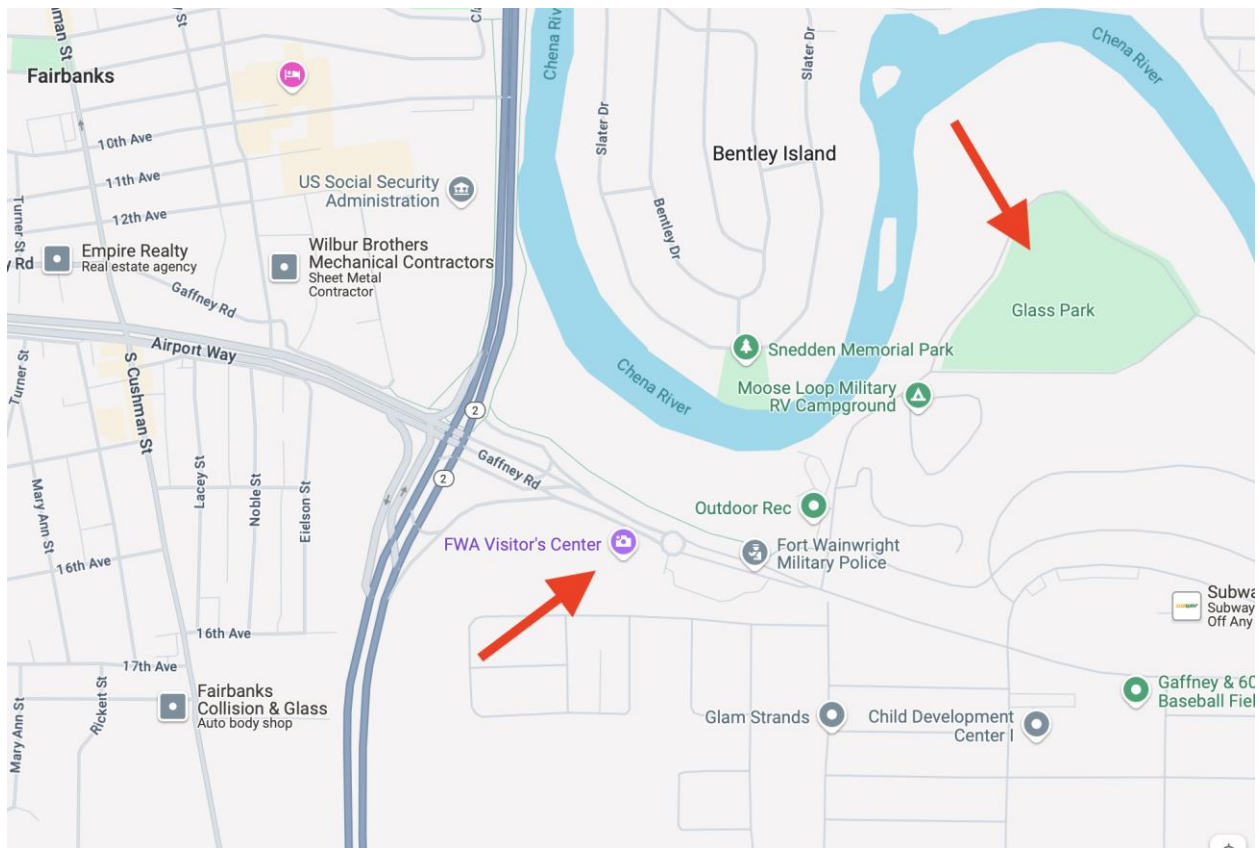 Fairbanks
10th Ave
11th Ave
12th Ave
Turner St
US Social Security
Administration
Empire Realty
Real estate agency
Wilbur Brothers
Mechanical Contractors
Sheet Metal
Contractor
Gaffney Rd
Airport Way
Turner St
S Cushman St
Chena River
Slater Dr
Slater Dr
Chena River
Bentley Island
Bentley Dr
Glass Park
Snedden Memorial Park
Chena River
Moose Loop Military
RV Campground
2
2
Gaffney Rd
Outdoor Rec
FWA Visitor's Center
Fort Wainwright
Military Police
Mary Ann St
Lacey St
Noble St
Eielson St
16th Ave
16th Ave
17th Ave
Mary Ann St
Rickert St
Fairbanks
Collision & Glass
Auto body shop
Glam Strands
Child Development
Center I
Subwa
Subway
Off Any
Gaffney & 60
Baseball Fiel